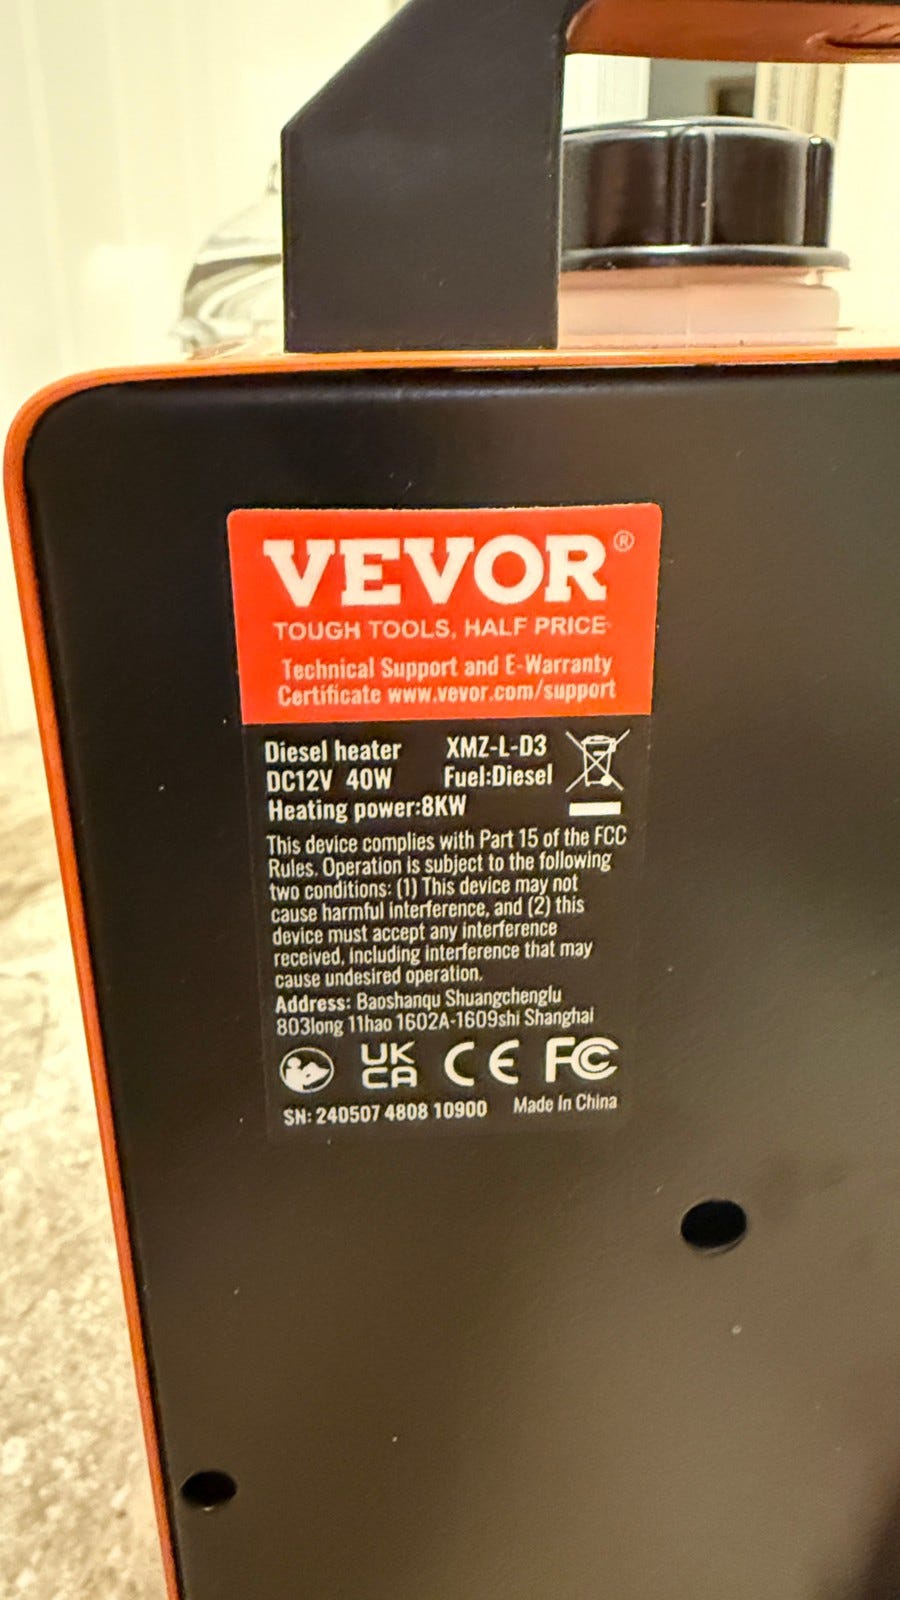 VEVOR®
TOUGH TOOLS, HALF PRICE
Technical Support and E-Warranty
Certificate www.vevor.com/support
Diesel heater XMZ-L-D3
DC12V 40W Fuel:Diesel
Heating power:8KW
This device complies with Part 15 of the FCC
Rules. Operation is subject to the following
two conditions: (1) This device may not
cause harmful interference, and (2) this
device must accept any interference
received, including interference that may
cause undesired operation.
Address: Baoshanqu Shuangchenglu
803long 11hao 1602A-1609shi Shanghai
UK
CA CE FC
SN: 240507 4808 10900 Made In China